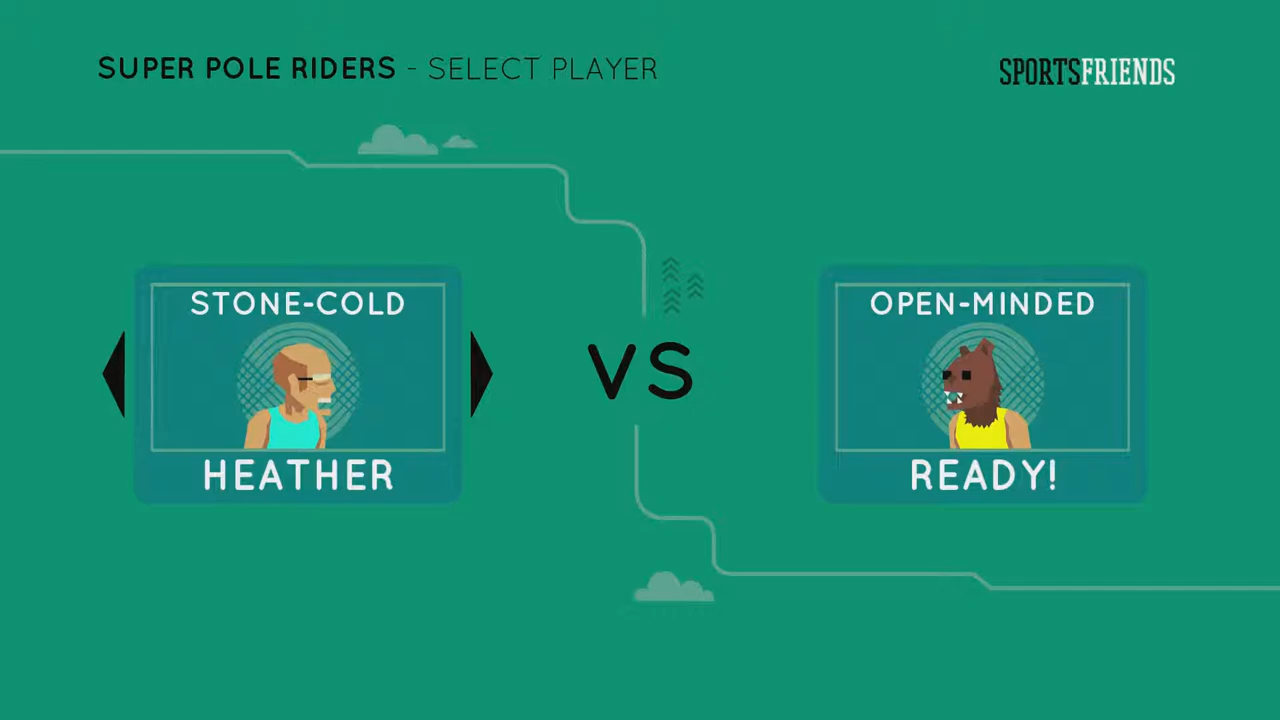 SUPER POLE RIDERS - SELECT PLAYER
SPORTSFRIENDS
STONE-COLD
HEATHER
VS
OPEN-MINDED
READY!